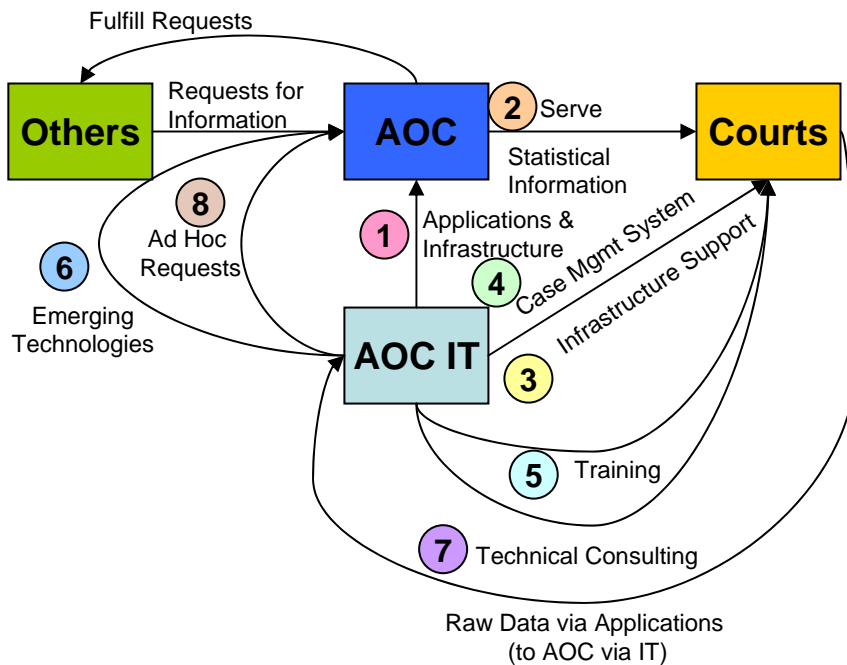 Fulfill Requests
Others
Requests for
Information
AOC
2
Serve
Statistical
Information
Courts
8
Ad Hoc
Requests
1
Applications &
Infrastructure
6
Emerging
Technologies
4
Case Mgmt System
Infrastructure Support
AOC IT
3
5
Training
7
Technical Consulting
Raw Data via Applications
(to AOC via IT)